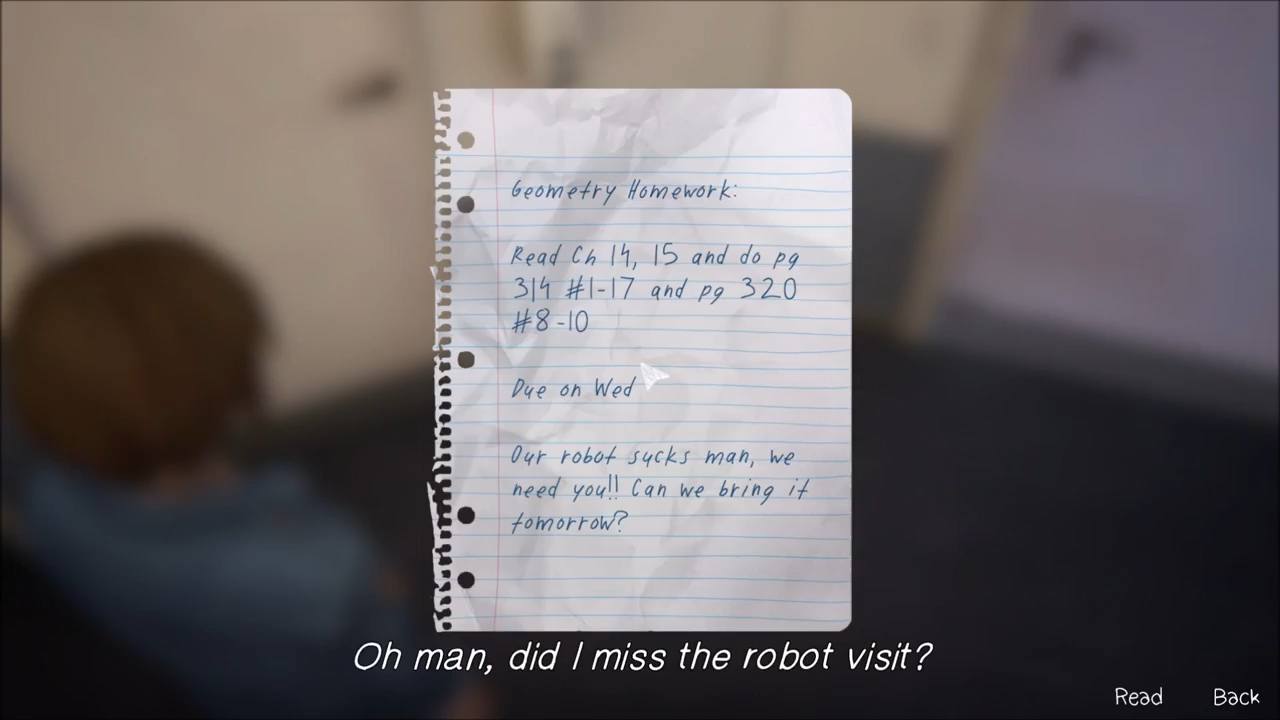 Geometry Homework:
Read Ch 14, 15 and do pg
314 #1-17 and pg 320
#8-10
Due on Wed
Our robot sucks man, we
need you!! Can we bring it
tomorrow?
Oh man, did I miss the robot visit?
Read
Back